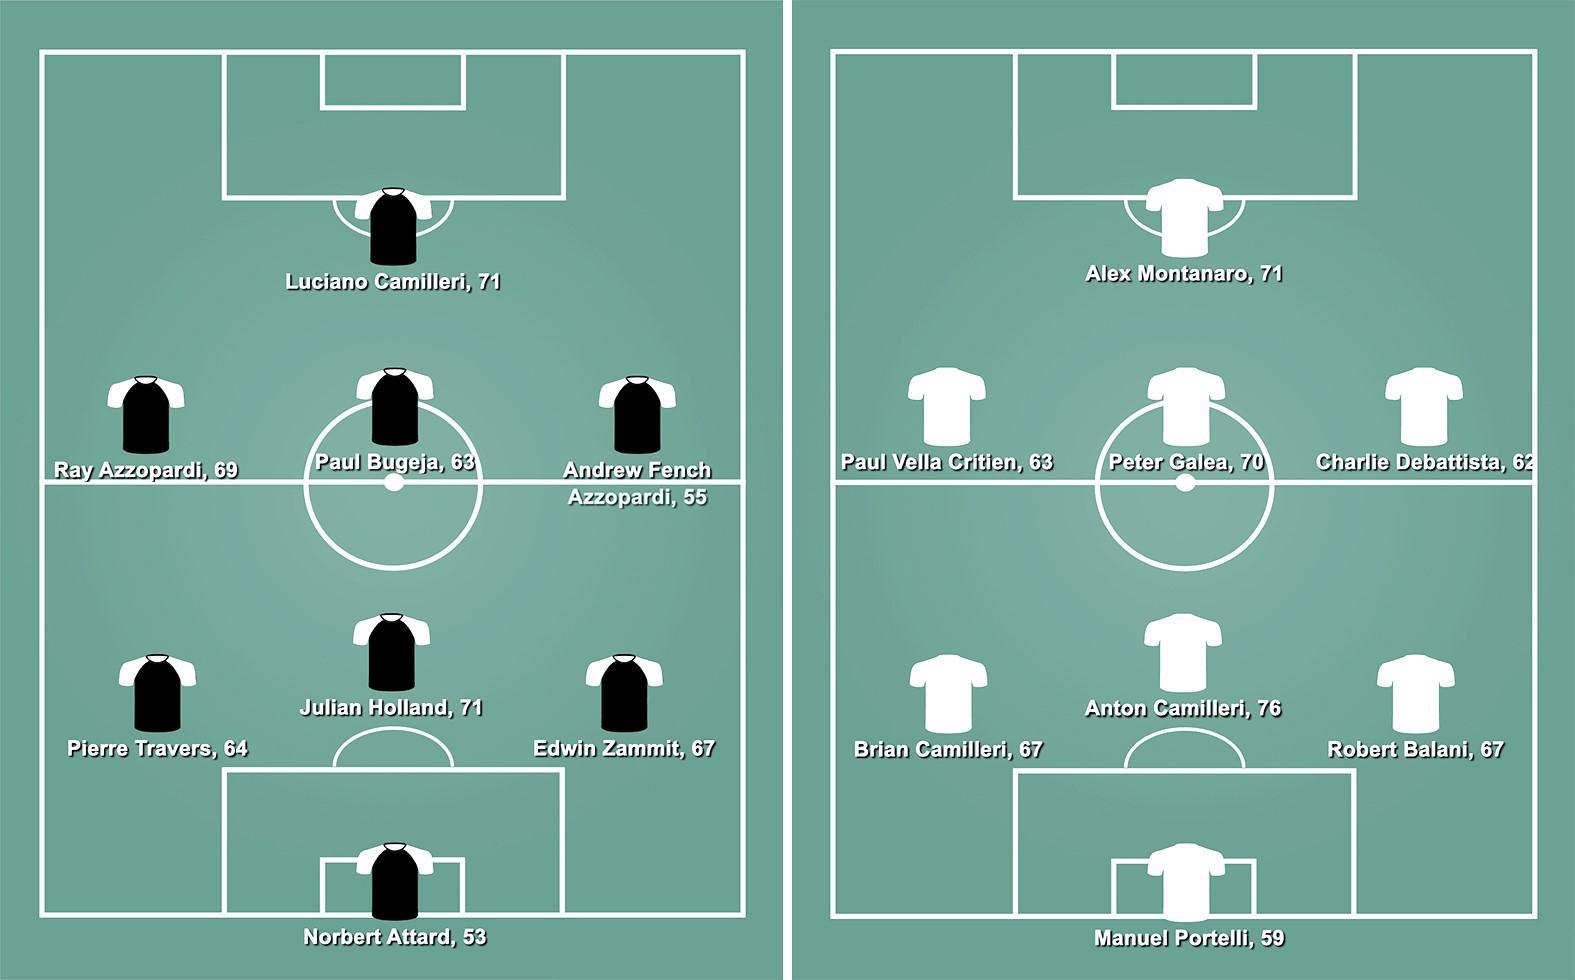 Luciano Camilleri, 71
Ray Azzopardi, 69
Paul Bugeja, 63
Andrew Fench
Azzopardi, 55
Julian Holland, 71
Pierre Travers, 64
Edwin Zammit, 67
Norbert Attard, 53
Alex Montanaro, 71
Paul Vella Critien, 63
Peter Galea, 70
Charlie Debattista, 62
Anton Camilleri, 76
Brian Camilleri, 67
Robert Balani, 67
Manuel Portelli, 59